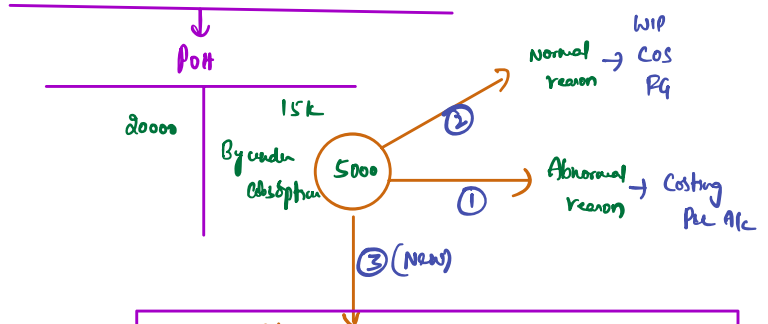 POH
20000
15K
By under
absorption
5000
② 
Normal
reason
→ WIP
COS
FG
①
Abnormal
reason
→ Costing
P&L A/c
③ (NEW)